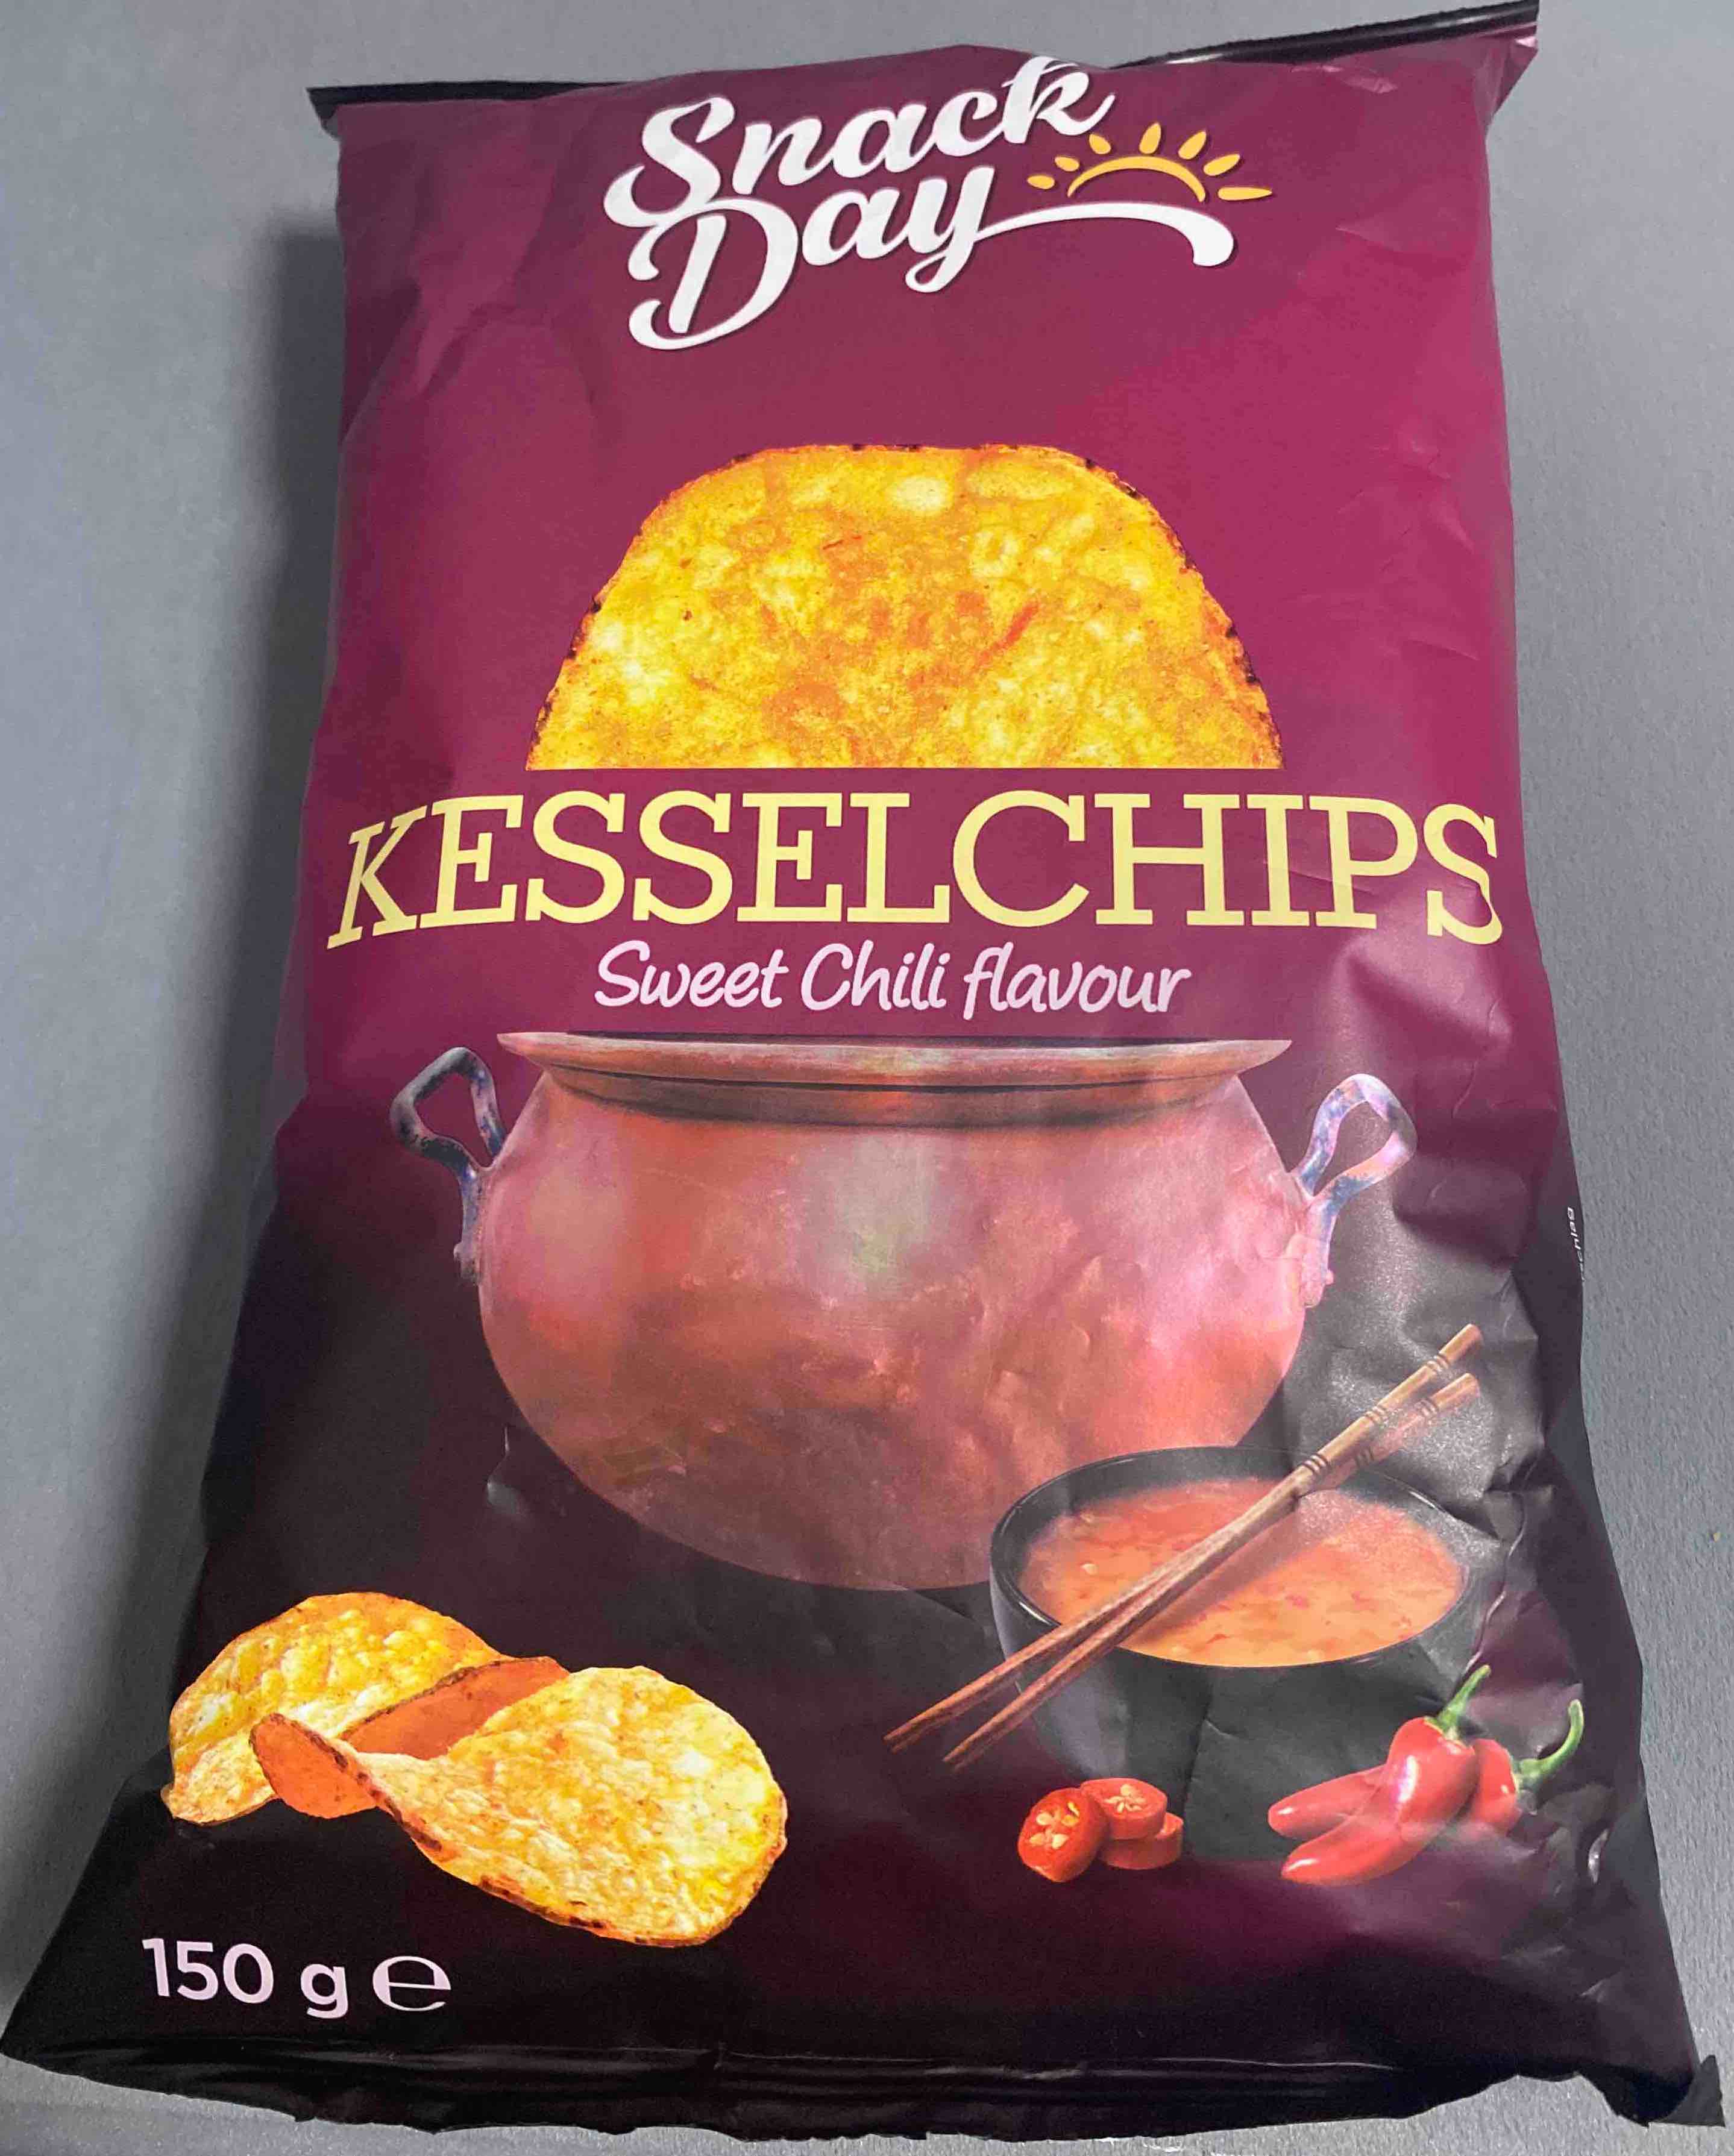 Snack
Day
KESSELCHIPS
Sweet Chili flavour
150 g ℮